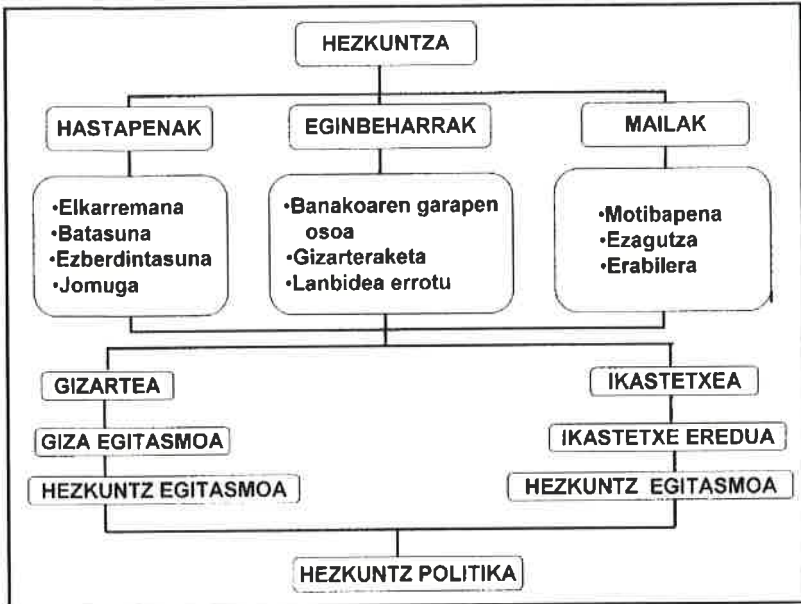 HEZKUNTZA
HASTAPENAK
EGINBEHARRAK
MAILAK
•Elkarremana
•Batasuna
•Ezberdintasuna
•Jomuga
•Banakoaren garapen
osoa
•Gizarteraketa
•Lanbidea errotu
•Motibapena
•Ezagutza
•Erabilera
GIZARTEA
IKASTETXEA
GIZA EGITASMOA
IKASTETXE EREDUA
HEZKUNTZ EGITASMOA
HEZKUNTZ EGITASMOA
HEZKUNTZ POLITIKA